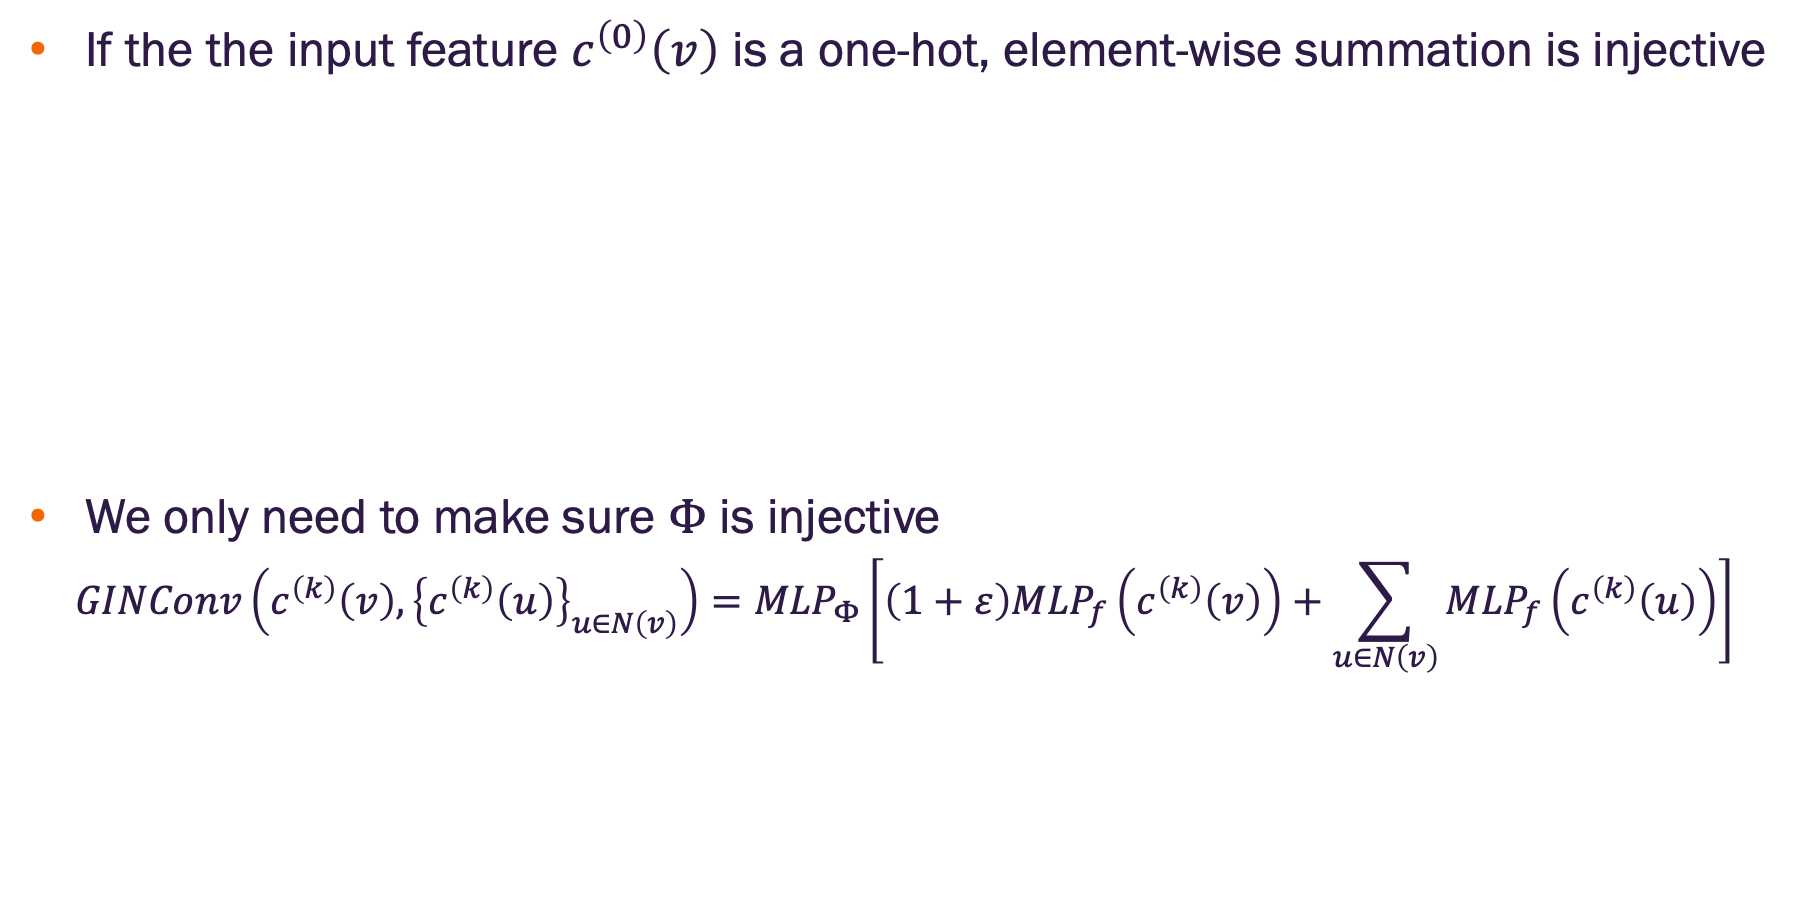 • If the the input feature c^(0)(v) is a one-hot, element-wise summation is injective
• We only need to make sure Φ is injective
GINConv(c^(k)(v), {c^(k)(u)}_{u∈N(v)}) = MLP_Φ[(1 + ε)MLP_f(c^(k)(v)) + ∑_{u∈N(v)} MLP_f(c^(k)(u))]